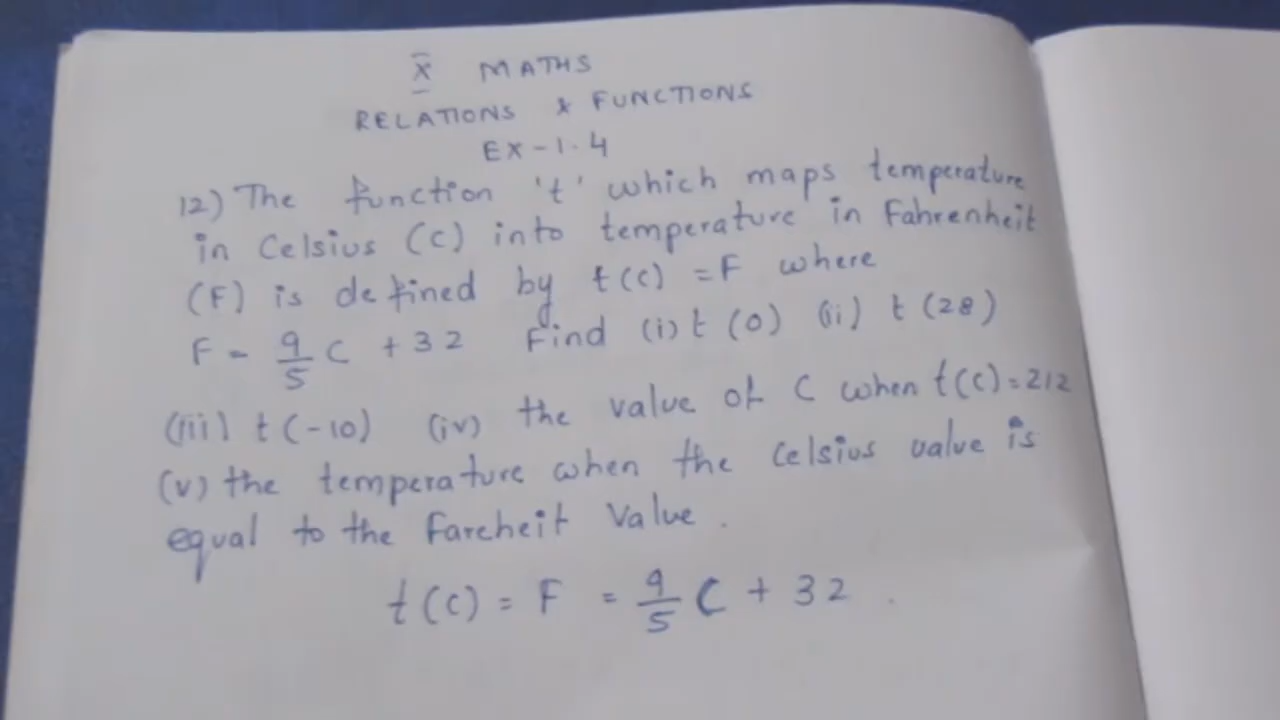 X MATHS
RELATIONS & FUNCTIONS
EX-1.4
12) The function 't' which maps temperature
in Celsius (C) into temperature in Fahrenheit
(F) is defined by t(c) = F where
F = 9/5 C + 32 Find (i) t (0) (ii) t (28)
(iii) t (-10) (iv) the value of C when t(c)=212
(v) the temperature when the Celsius value is
equal to the Farcheit Value.
t(c) = F = 9/5 C + 32.